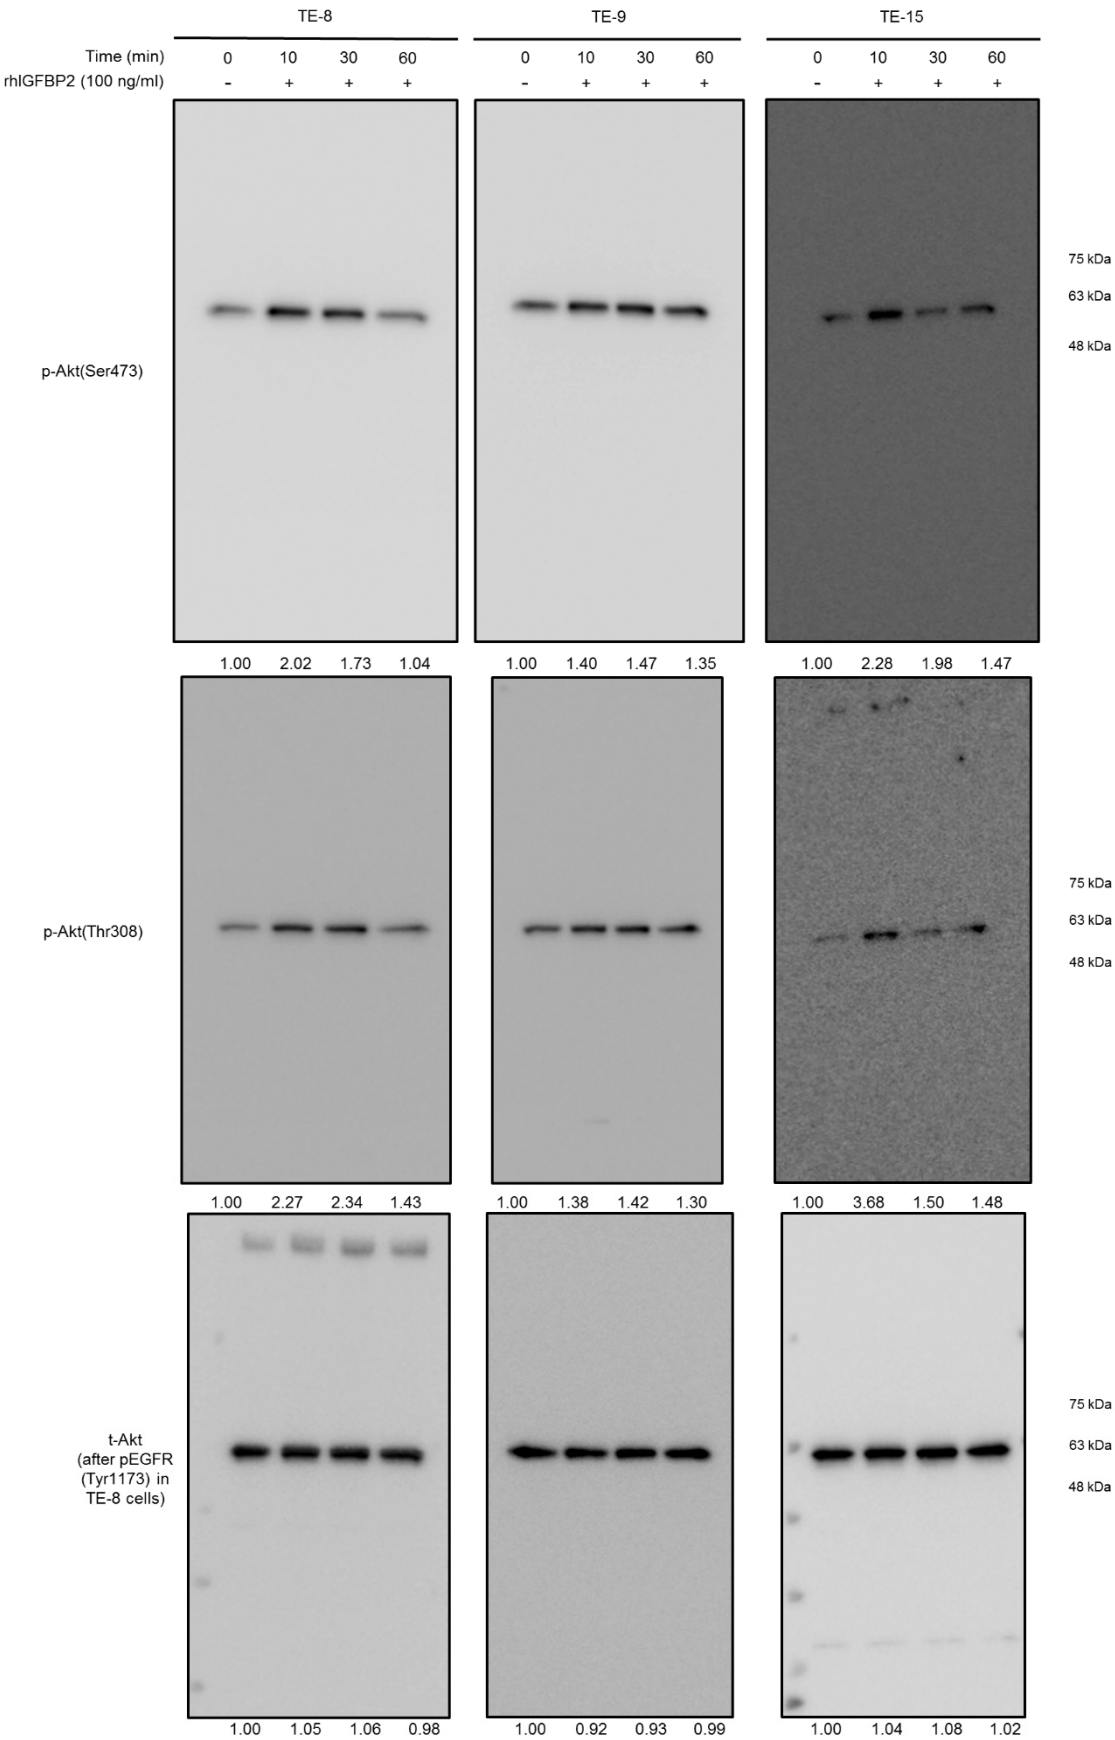 TE-8 TE-9 TE-15
Time (min) 0 10 30 60 0 10 30 60 0 10 30 60
rhIGFBP2 (100 ng/ml) - + + + - + + + - + + +
75 kDa
63 kDa
48 kDa
p-Akt(Ser473)
1.00 2.02 1.73 1.04 1.00 1.40 1.47 1.35 1.00 2.28 1.98 1.47
75 kDa
63 kDa
p-Akt(Thr308)
48 kDa
1.00 2.27 2.34 1.43 1.00 1.38 1.42 1.30 1.00 3.68 1.50 1.48
75 kDa
63 kDa
48 kDa
t-Akt
(after pEGFR
(Tyr1173) in
TE-8 cells)
1.00 1.05 1.06 0.98 1.00 0.92 0.93 0.99 1.00 1.04 1.08 1.02